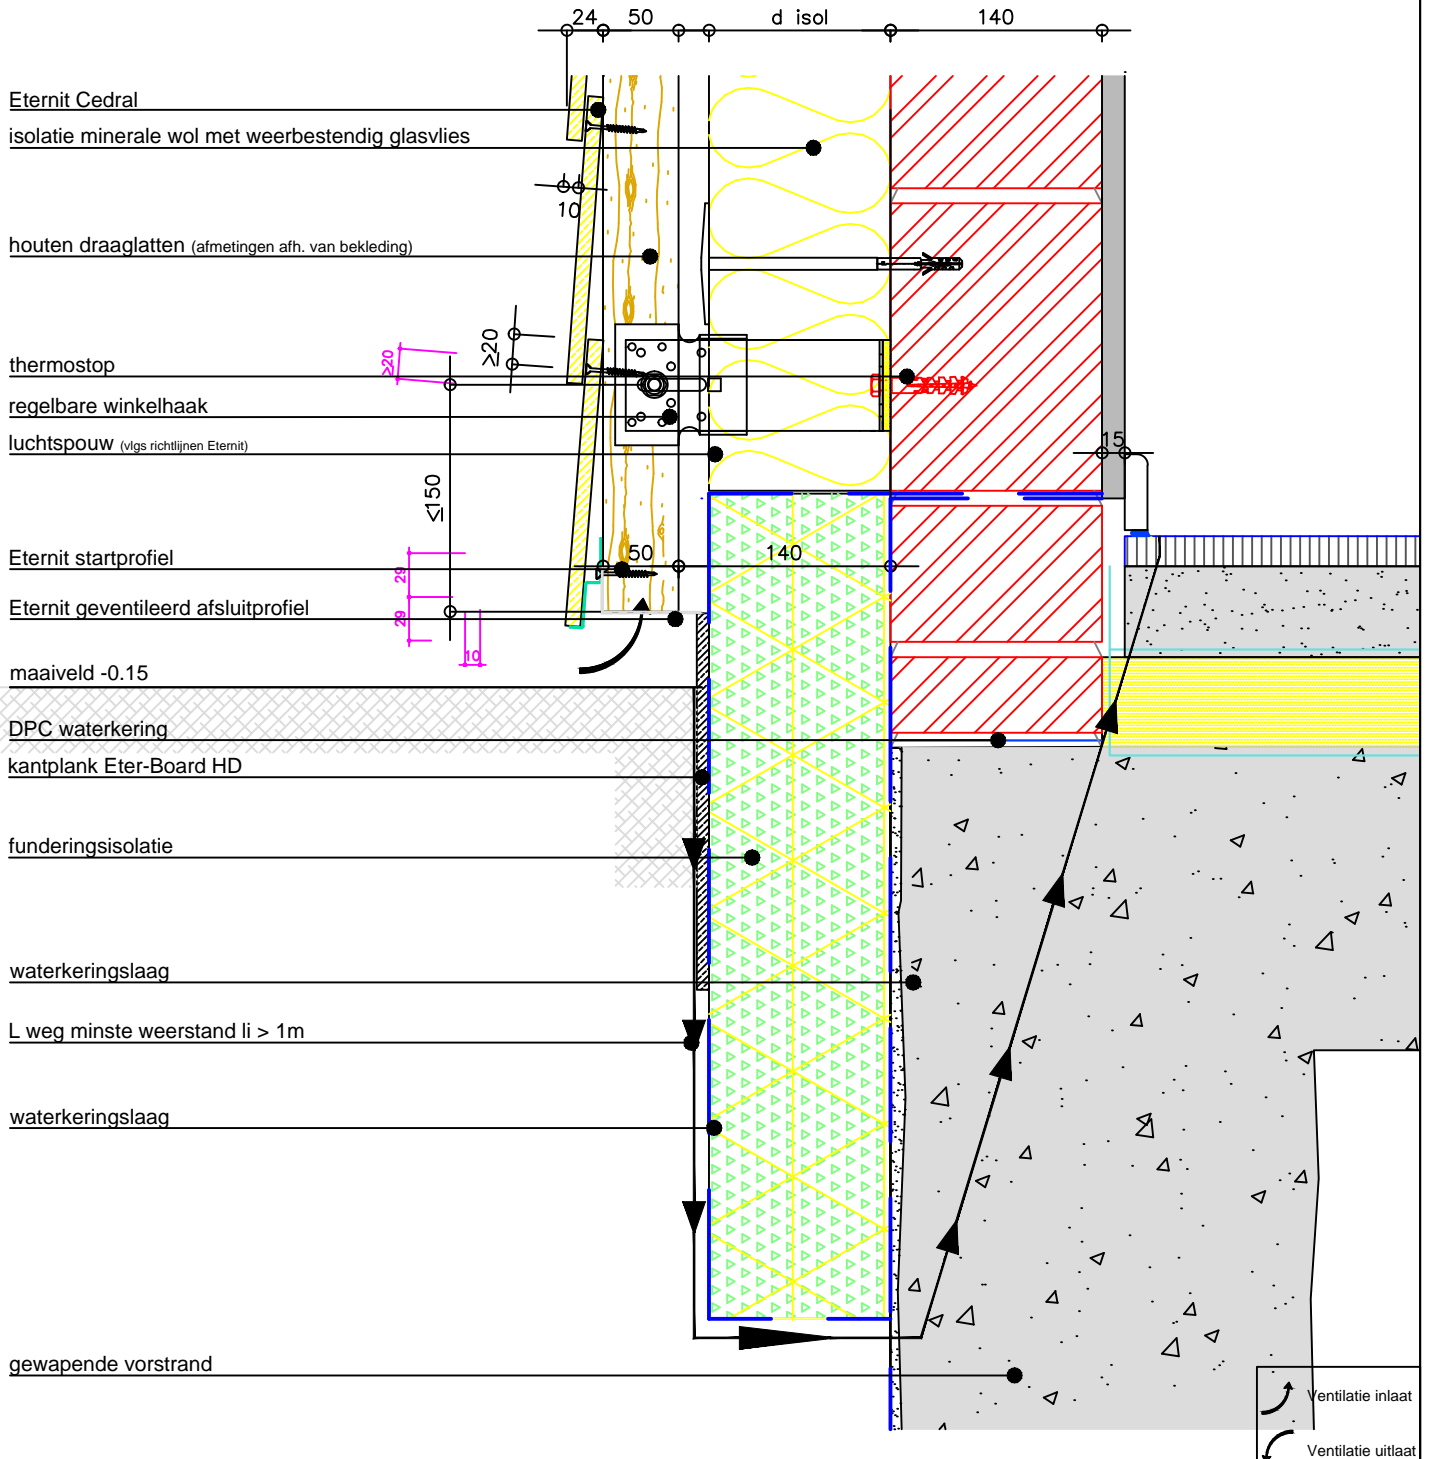 24 50 d isol 140
Eternit Cedral
isolatie minerale wol met weerbestendig glasvlies
10
houten draaglatten (afmetingen afh. van bekleding)
≥20
≥20
thermostop
regelbare winkelhaak
luchtspouw (vlgs richtlijnen Eternit)
15
≤150
50 140
Eternit startprofiel
29
Eternit geventileerd afsluitprofiel
29
10
maaiveld -0.15
DPC waterkering
kantplank Eter-Board HD
funderingsisolatie
waterkeringslaag
L weg minste weerstand li > 1m
waterkeringslaag
gewapende vorstrand
Ventilatie inlaat
Ventilatie uitlaat